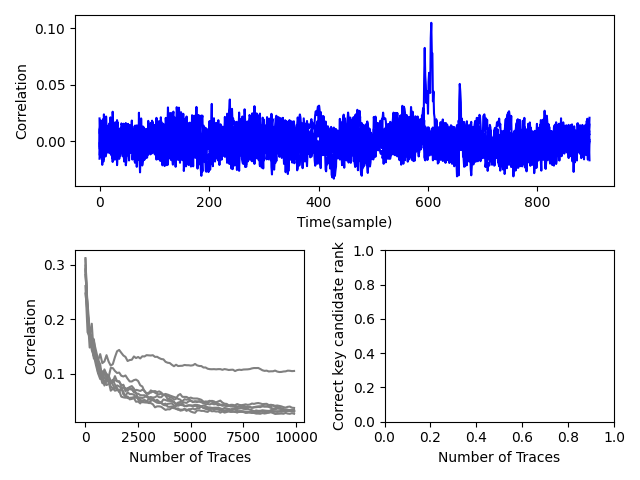 Correlation
0.10
0.05
0.00
0 200 400 600 800
Time(sample)
Correlation
0.3
0.2
0.1
0 2500 5000 7500 10000
Number of Traces
Correct key candidate rank
1.0
0.8
0.6
0.4
0.2
0.0
0.0 0.2 0.4 0.6 0.8 1.0
Number of Traces